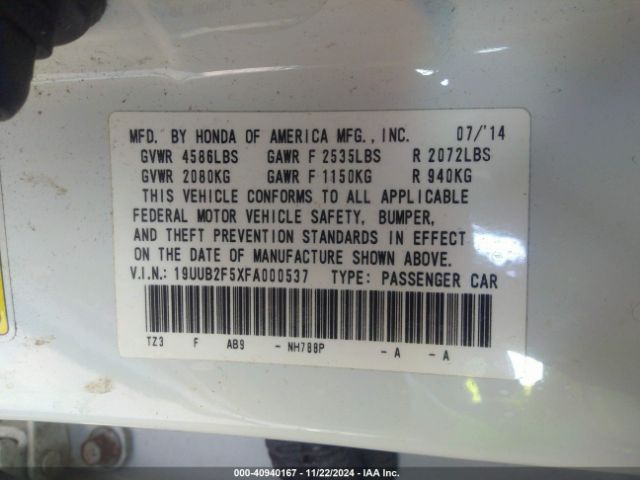 MFD. BY HONDA OF AMERICA MFG., INC. 07/'14
GVWR 4586LBS GAWR F 2535LBS R 2072LBS
GVWR 2080KG GAWR F 1150KG R 940KG
THIS VEHICLE CONFORMS TO ALL APPLICABLE
FEDERAL MOTOR VEHICLE SAFETY, BUMPER,
AND THEFT PREVENTION STANDARDS IN EFFECT
ON THE DATE OF MANUFACTURE SHOWN ABOVE.
V.I.N.: 19UUB2F5XFA000537 TYPE: PASSENGER CAR
TZ3 F AB9 - NH788P - A - A
000-40940167 - 11/22/2024 - IAA Inc.